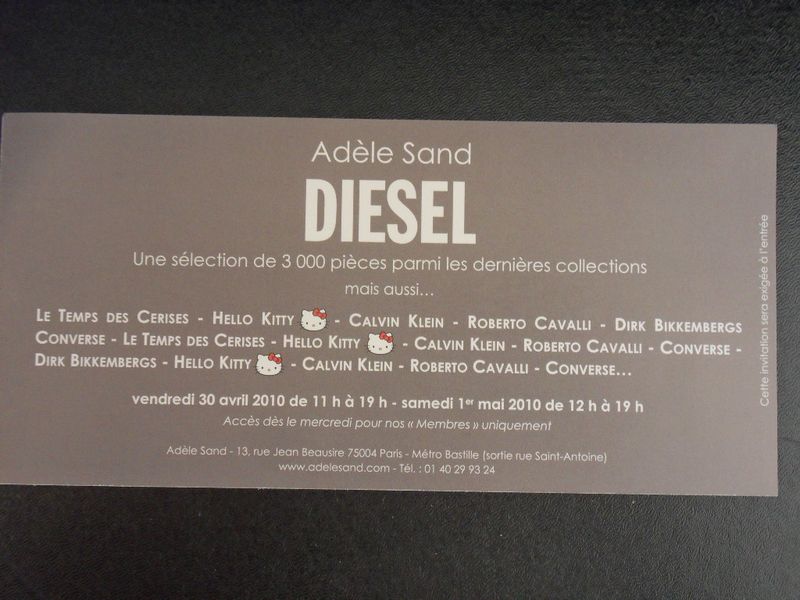 Adèle Sand
DIESEL
Une sélection de 3 000 pièces parmi les dernières collections
mais aussi...
Le Temps des Cerises - Hello Kitty - Calvin Klein - Roberto Cavalli - Dirk Bikkembergs
Converse - Le Temps des Cerises - Hello Kitty - Calvin Klein - Roberto Cavalli - Converse -
Dirk Bikkembergs - Hello Kitty - Calvin Klein - Roberto Cavalli - Converse...
vendredi 30 avril 2010 de 11 h à 19 h - samedi 1er mai 2010 de 12 h à 19 h
Accès dès le mercredi pour nos « Membres » uniquement
Adèle Sand - 13, rue Jean Beausire 75004 Paris - Métro Bastille (sortie rue Saint-Antoine)
www.adelesand.com - Tél. : 01 40 29 93 24
Cette invitation sera exigée à l'entrée